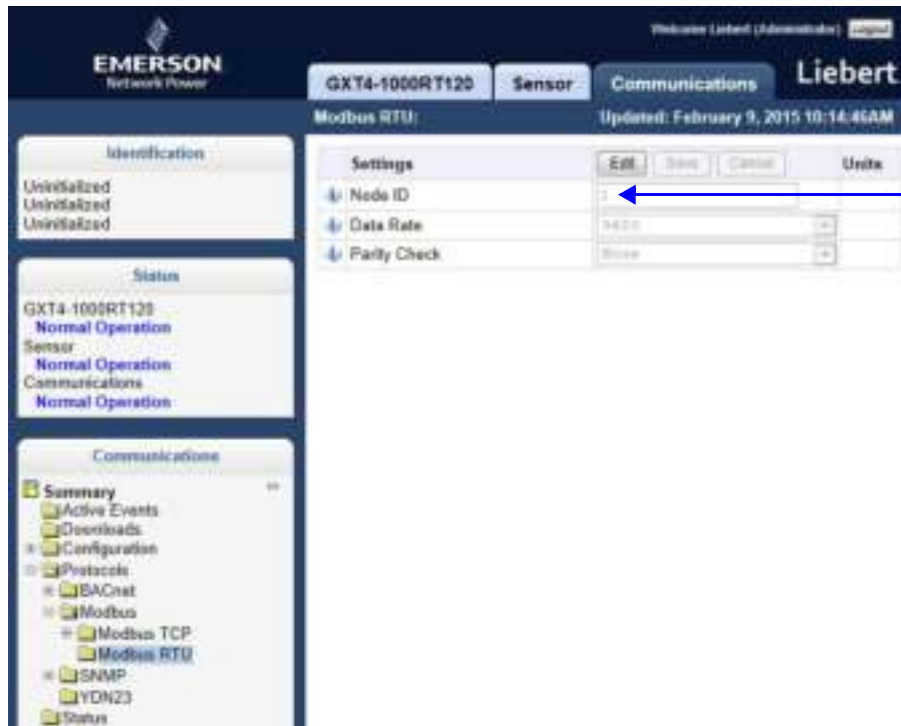 Welcome Liebert (Administrator) Logout
EMERSON
Network Power
GXT4-1000RT120 Sensor Communications Liebert
Modbus RTU: Updated: February 9, 2015 10:14:46AM
Identification
Uninitialized
Uninitialized
Uninitialized
Settings Edit Save Cancel Units
Node ID
Data Rate
Parity Check
Status
GXT4-1000RT120
Normal Operation
Sensor
Normal Operation
Communications
Normal Operation
Communications
Summary
Active Events
Downloads
Configuration
Protocols
BACnet
Modbus
Modbus TCP
Modbus RTU
SNMP
YDN23
Status